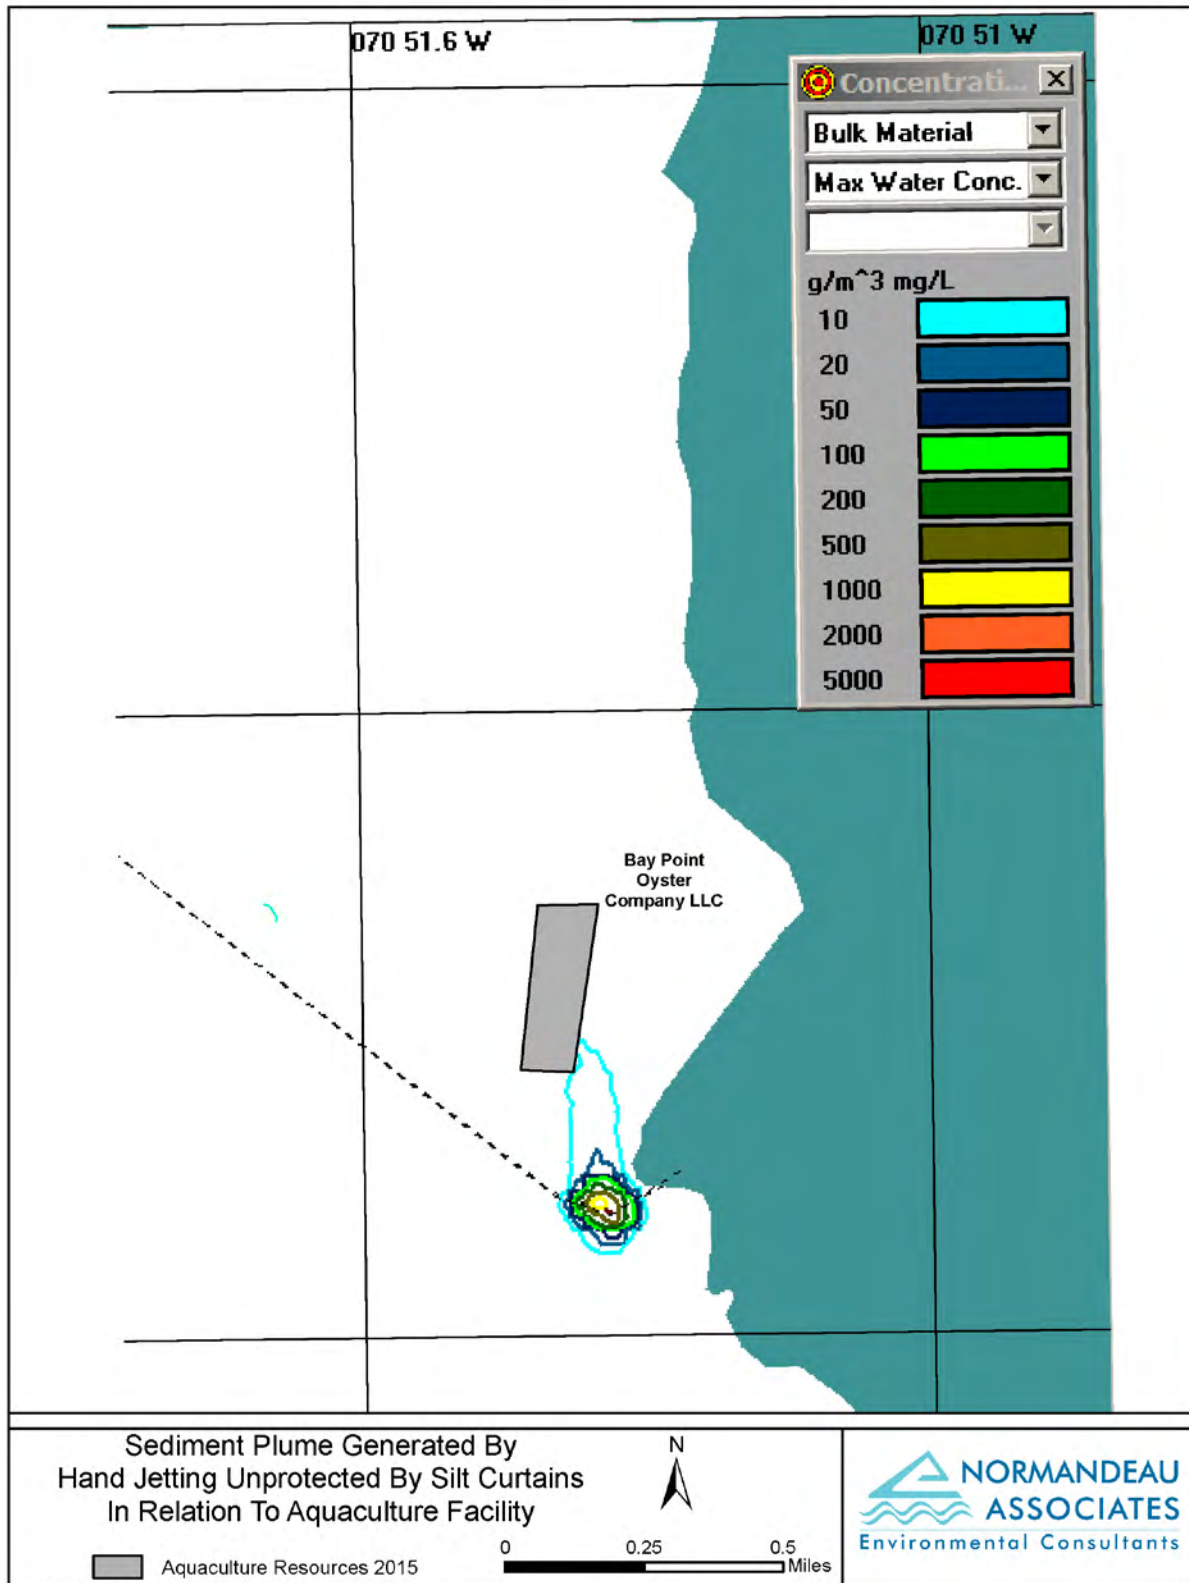 070 51.6 W
070 51 W
Concentrati...
Bulk Material
Max Water Conc.
g/m^3 mg/L
10
20
50
100
200
500
1000
2000
5000
Bay Point
Oyster
Company LLC
Sediment Plume Generated By
Hand Jetting Unprotected By Silt Curtains
In Relation To Aquaculture Facility
Aquaculture Resources 2015
N
0 0.25 0.5
Miles
NORMANDEAU
ASSOCIATES
Environmental Consultants